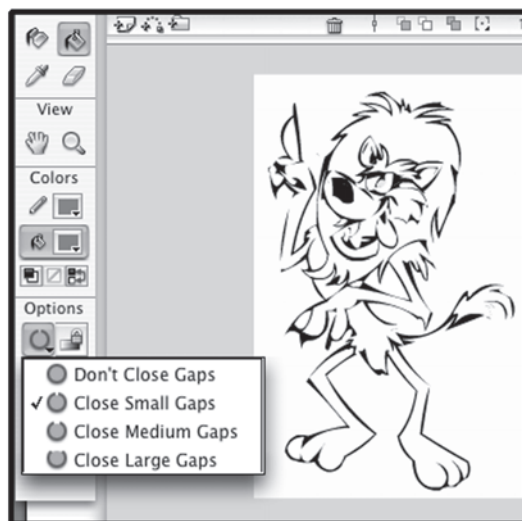 View
Colors
Options
Don't Close Gaps
Close Small Gaps
Close Medium Gaps
Close Large Gaps